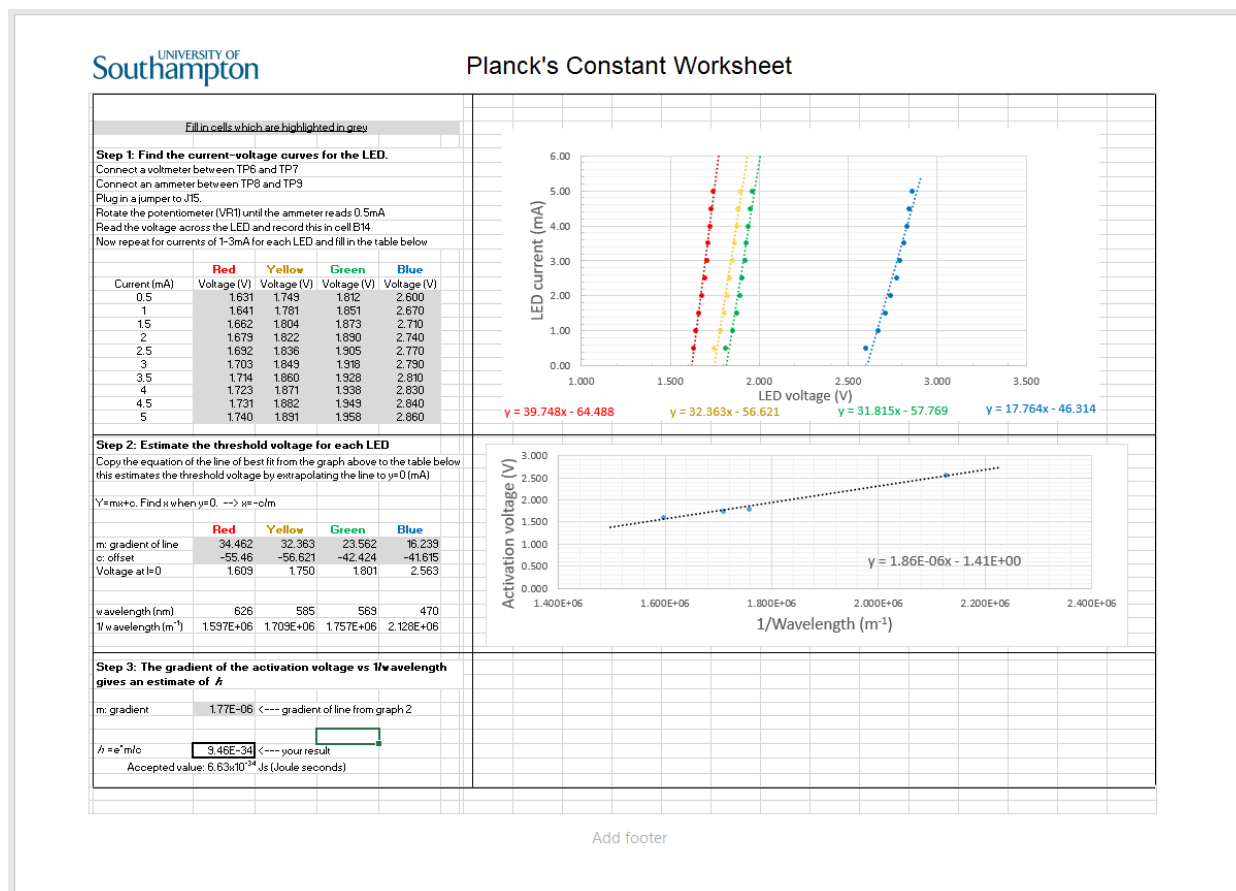 UNIVERSITY OF
Southampton
Planck's Constant Worksheet
Fill in cells which are highlighted in grey
Step 1: Find the current-voltage curves for the LED.
Connect a voltmeter between TP6 and TP7
Connect an ammeter between TP8 and TP9
Plug in a jumper to J15.
Rotate the potentiometer (VR1) until the ammeter reads 0.5mA
Read the voltage across the LED and record this in cell B14
Now repeat for currents of 1-3mA for each LED and fill in the table below
Red Yellow Green Blue
Current (mA) Voltage (V) Voltage (V) Voltage (V) Voltage (V)
0.5 1.631 1.749 1.812 2.600
1 1.641 1.781 1.851 2.670
1.5 1.662 1.804 1.873 2.710
2 1.679 1.822 1.890 2.740
2.5 1.692 1.836 1.905 2.770
3 1.703 1.849 1.918 2.790
3.5 1.714 1.860 1.928 2.810
4 1.723 1.871 1.938 2.830
4.5 1.731 1.882 1.949 2.840
5 1.740 1.891 1.958 2.860
LED current (mA)
6.00
5.00
4.00
3.00
2.00
1.00
0.00
1.000 1.500 2.000 2.500 3.000 3.500
LED voltage (V)
y = 39.748x - 64.488 y = 32.363x - 56.621 y = 31.815x - 57.769 y = 17.764x - 46.314
Step 2: Estimate the threshold voltage for each LED
Copy the equation of the line of best fit from the graph above to the table below
this estimates the threshold voltage by extrapolating the line to y=0 (mA)
Y=mx+c. Find x when y=0. --> x=-c/m
Red Yellow Green Blue
m: gradient of line 34.462 32.363 23.562 16.239
c: offset -55.46 -56.621 -42.424 -41.615
Voltage at I=0 1.609 1.750 1.801 2.563
wavelength (nm) 626 585 569 470
1/ wavelength (m-1) 1.597E+06 1.709E+06 1.757E+06 2.128E+06
Activation voltage (V)
3.000
2.500
2.000
1.500
1.000
0.500
0.000
y = 1.86E-06x - 1.41E+00
1.400E+06 1.600E+06 1.800E+06 2.000E+06 2.200E+06 2.400E+06
1/Wavelength (m-1)
Step 3: The gradient of the activation voltage vs 1/wavelength
gives an estimate of h
m: gradient 1.77E-06 <--- gradient of line from graph 2
h =e*m/c 9.46E-34 <--- your result
Accepted value: 6.63x10-34 Js (Joule seconds)
Add footer